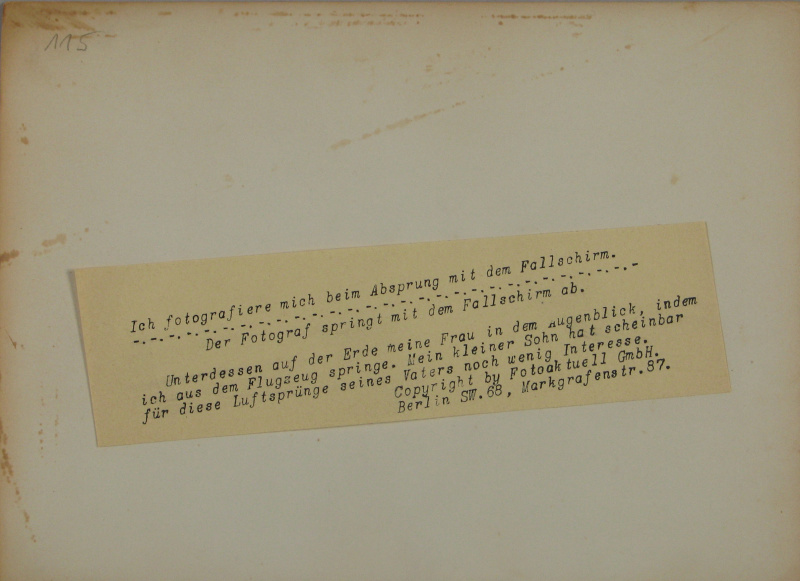 115
Ich fotografiere mich beim Absprung mit dem Fallschirm.
-.-.-.-.-.-.-.-.-.-.-.-.-.-.-.-.-.-.-.-.-.-.-.-.-.-.-
Der Fotograf springt mit dem Fallschirm ab.
Unterdessen auf der Erde meine Frau in dem Augenblick, indem
ich aus dem Flugzeug springe. Mein kleiner Sohn hat scheinbar
für diese Luftsprünge seines Vaters noch wenig Interesse.
Copyright by Fotoaktuell GmbH.
Berlin SW.68, Markgrafenstr.87.